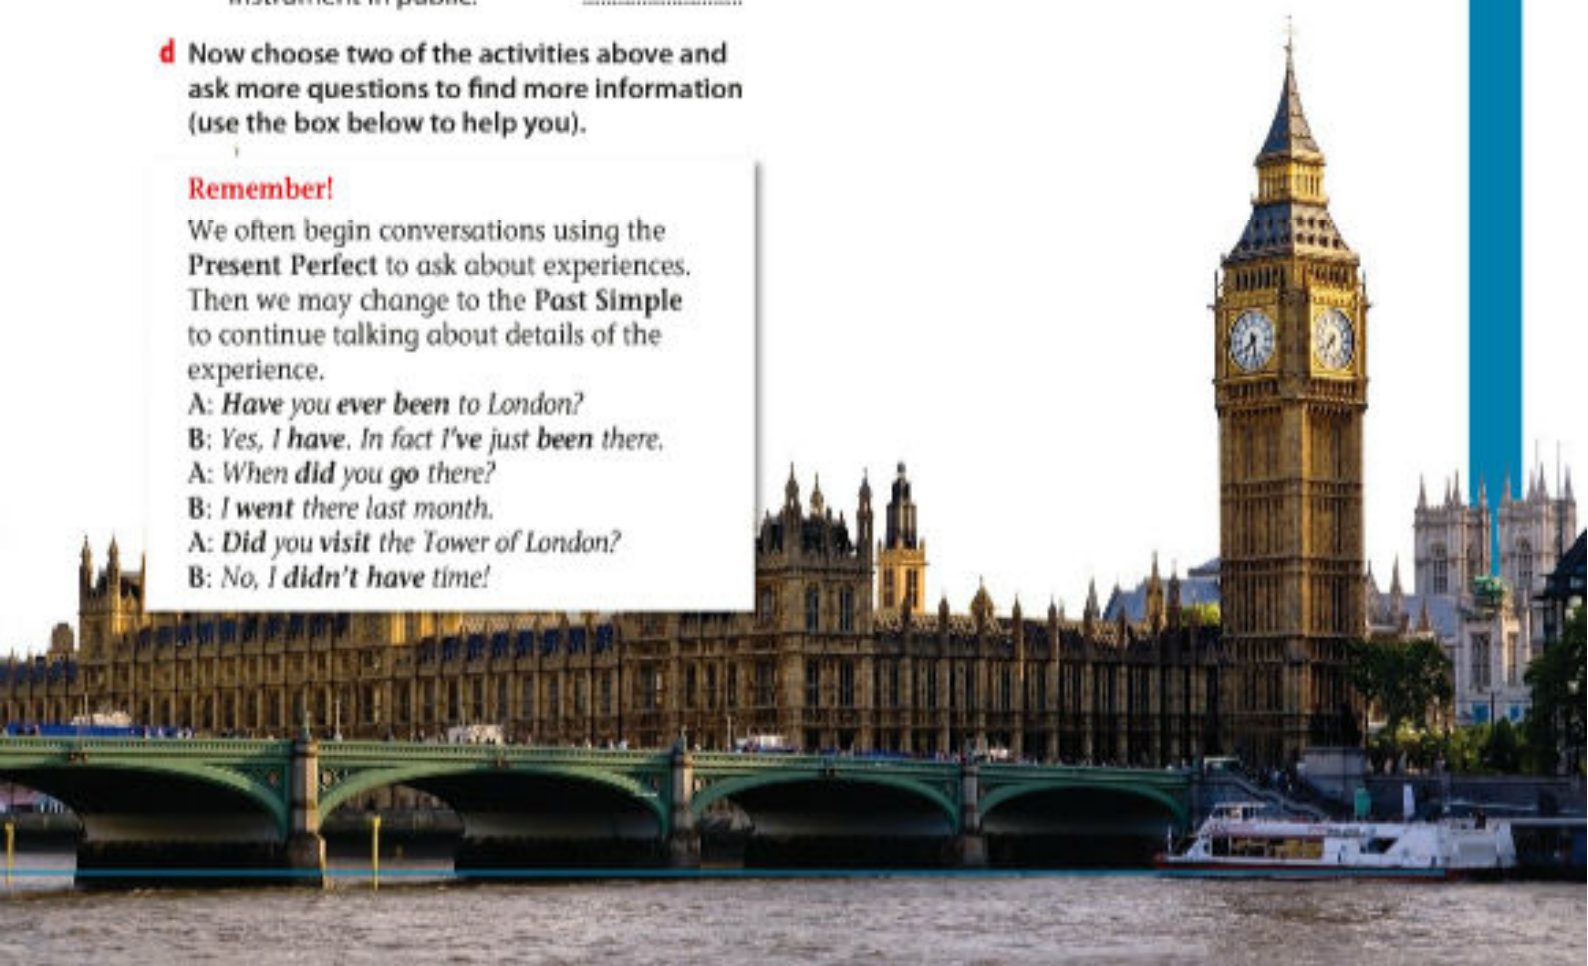 instrument in public. ................................
d Now choose two of the activities above and
ask more questions to find more information
(use the box below to help you).
Remember!
We often begin conversations using the
Present Perfect to ask about experiences.
Then we may change to the Past Simple
to continue talking about details of the
experience.
A: Have you ever been to London?
B: Yes, I have. In fact I've just been there.
A: When did you go there?
B: I went there last month.
A: Did you visit the Tower of London?
B: No, I didn't have time!